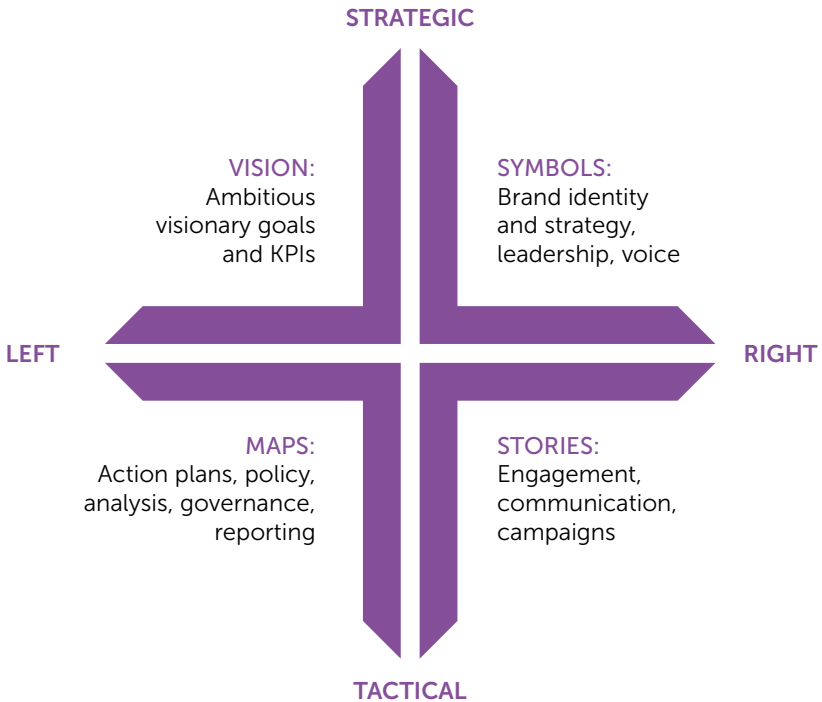 STRATEGIC
VISION:
Ambitious
visionary goals
and KPIs
SYMBOLS:
Brand identity
and strategy,
leadership, voice
LEFT
RIGHT
MAPS:
Action plans, policy,
analysis, governance,
reporting
STORIES:
Engagement,
communication,
campaigns
TACTICAL